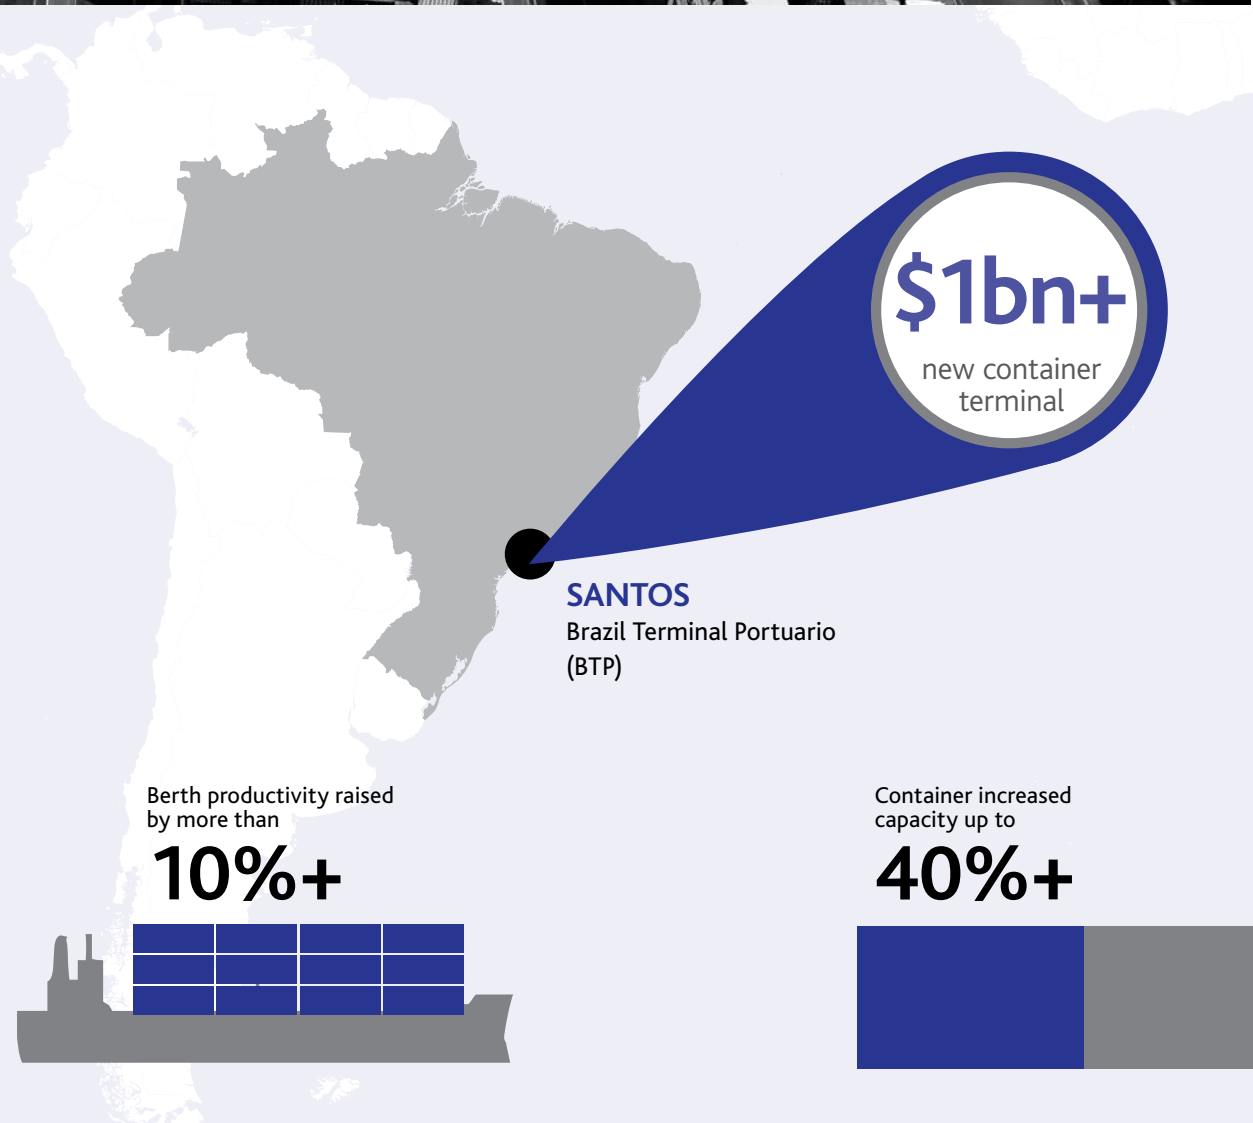 $1bn+
new container
terminal
SANTOS
Brazil Terminal Portuario
(BTP)
Berth productivity raised
by more than
10%+
Container increased
capacity up to
40%+